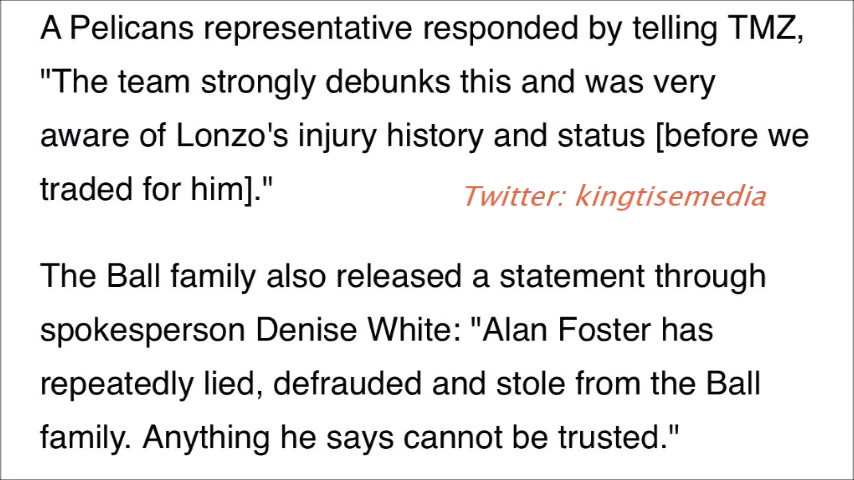 A Pelicans representative responded by telling TMZ,
"The team strongly debunks this and was very
aware of Lonzo's injury history and status [before we
traded for him]."
Twitter: kingtisemedia
The Ball family also released a statement through
spokesperson Denise White: "Alan Foster has
repeatedly lied, defrauded and stole from the Ball
family. Anything he says cannot be trusted."